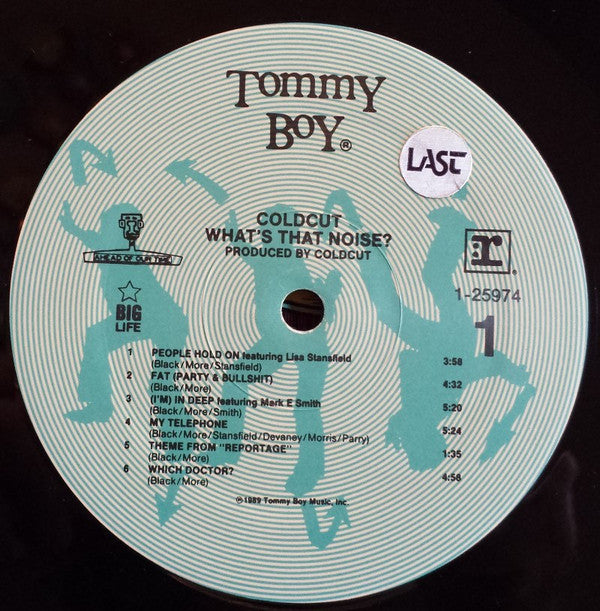 TOMMY
BOY®
LAST
COLDCUT
WHAT'S THAT NOISE?
PRODUCED BY COLDCUT
AHEAD OF OUR TIME
r®
1-25974
BIG
LIFE
1
1 PEOPLE HOLD ON featuring Lisa Stansfield 3:58
(Black/More/Stansfield)
2 FAT (PARTY & BULLSHIT) 4:32
(Black/More)
3 (I'M) IN DEEP featuring Mark E Smith 5:20
(Black/More/Smith)
4 MY TELEPHONE 5:24
(Black/More/Stansfield/Devaney/Morris/Parry)
5 THEME FROM "REPORTAGE" 1:35
(Black/More)
6 WHICH DOCTOR? 4:56
(Black/More)
℗1989 Tommy Boy Music, Inc.